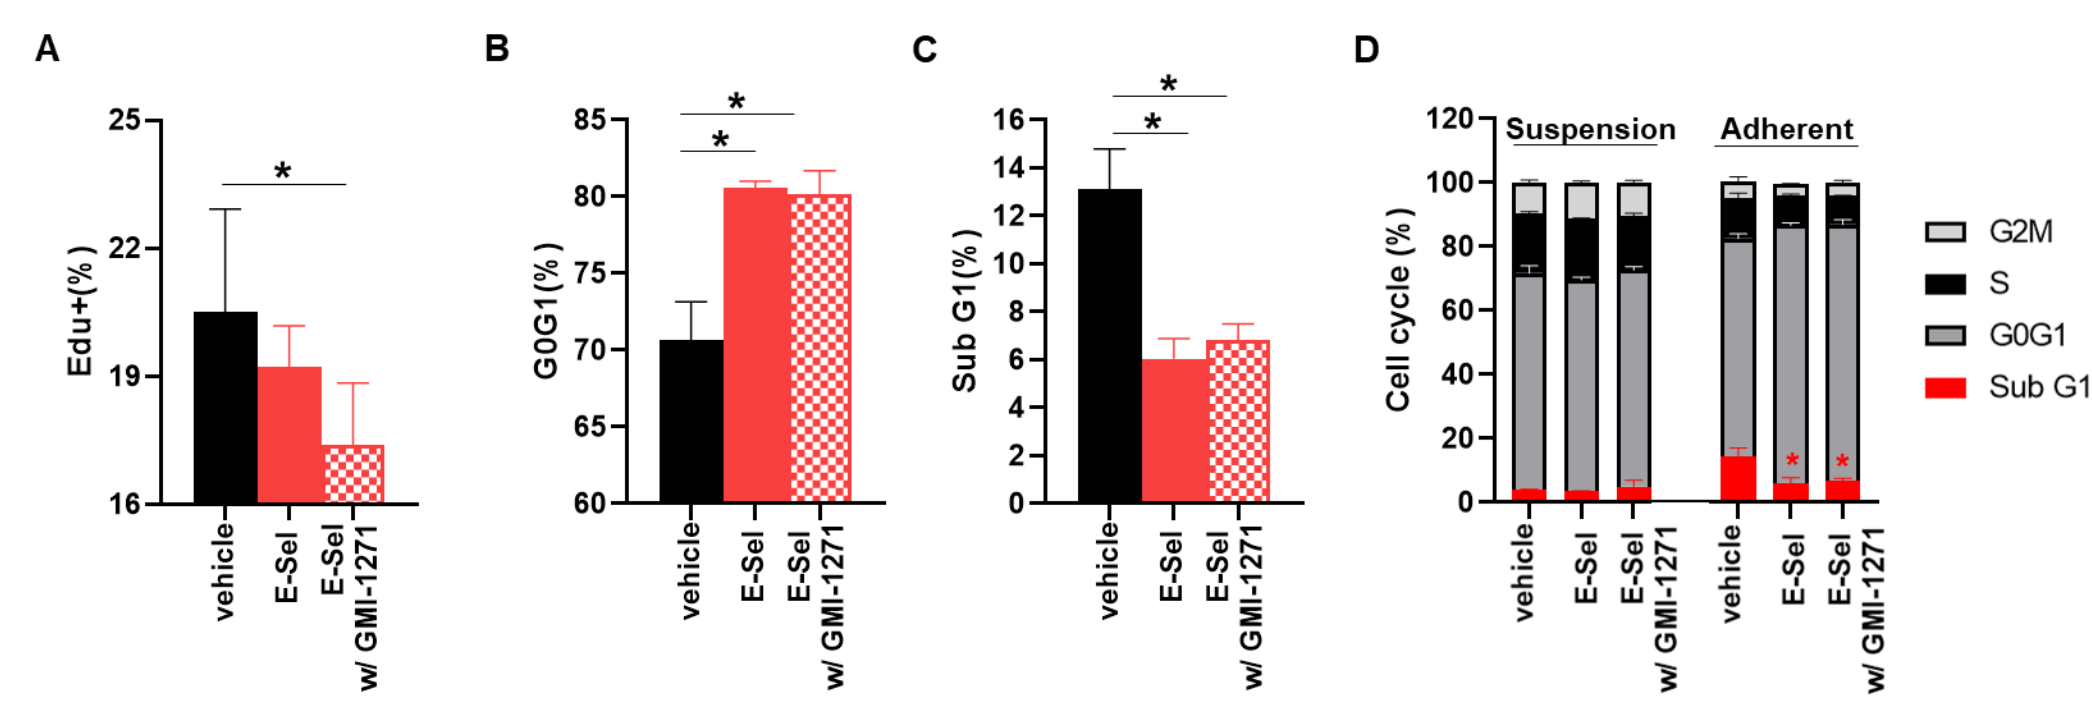 A
Edu+(%)
25
22
19
16
*
vehicle
E-Sel
E-Sel
w/ GMI-1271
B
G0G1(%)
85
80
75
70
65
60
*
*
vehicle
E-Sel
E-Sel
w/ GMI-1271
C
Sub G1(%)
16
14
12
10
8
6
4
2
0
*
*
vehicle
E-Sel
E-Sel
w/ GMI-1271
D
Cell cycle (%)
120
100
80
60
40
20
0
Suspension
Adherent
*
*
vehicle
E-Sel
E-Sel
w/ GMI-1271
vehicle
E-Sel
E-Sel
w/ GMI-1271
G2M
S
G0G1
Sub G1